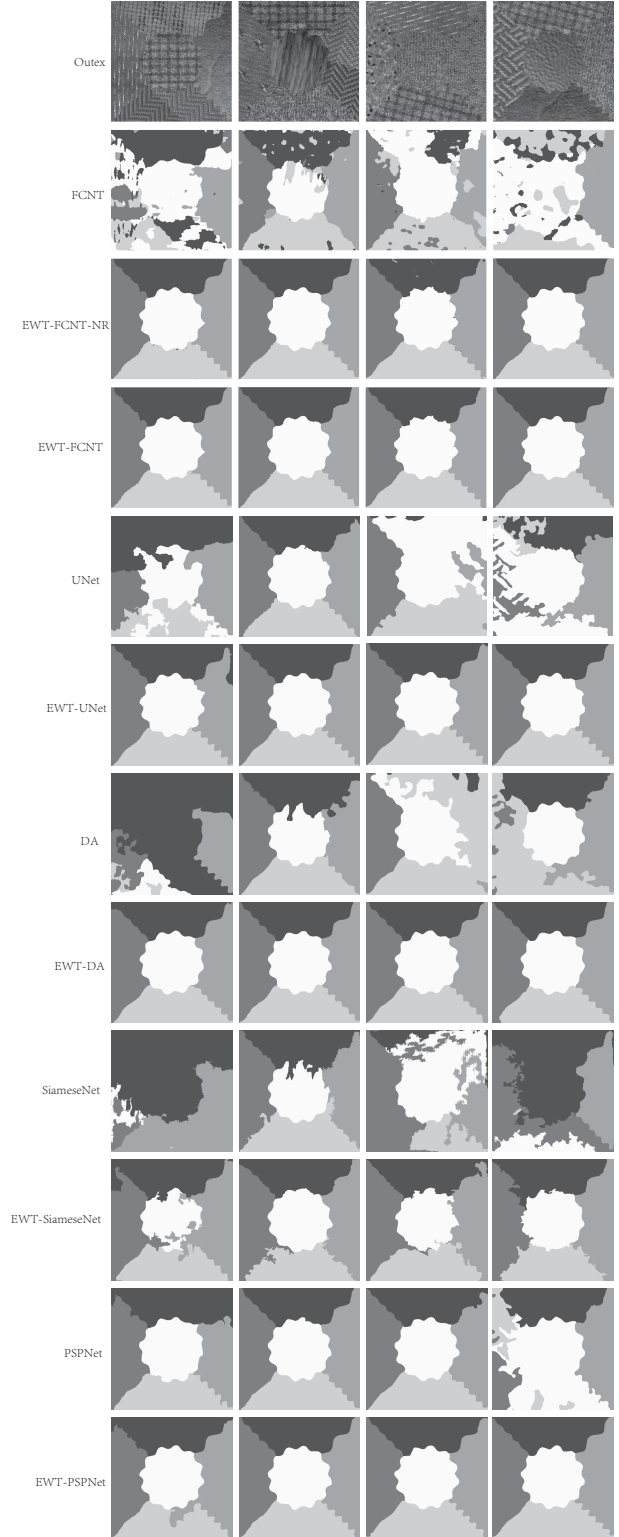 Outex
FCNT
EWT-FCNT-NR
EWT-FCNT
UNet
EWT-UNet
DA
EWT-DA
SiameseNet
EWT-SiameseNet
PSPNet
EWT-PSPNet